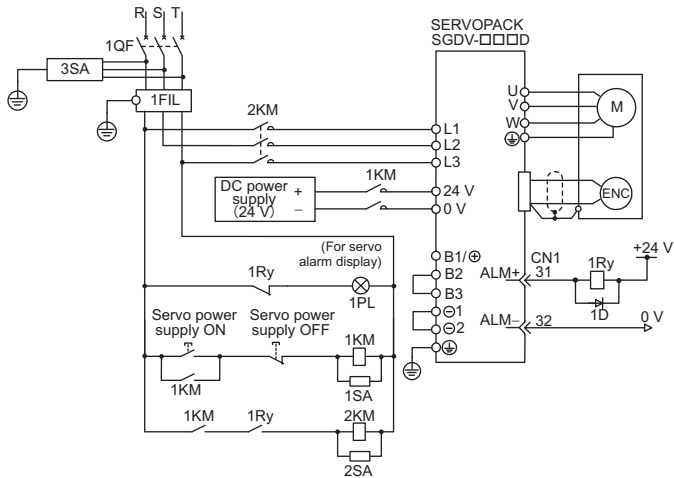 R S T
SERVOPACK
SGDV-□□□D
1QF
3SA
1FIL
2KM
U
V
W
M
L1
L2
L3
DC power
supply
(24 V)
+
−
1KM
24 V
0 V
ENC
(For servo
alarm display)
B1/⊕
B2
B3
⊖1
⊖2
CN1
ALM+ 31
1Ry
+24 V
1D
ALM− 32
0 V
1Ry
1PL
Servo power
supply ON
Servo power
supply OFF
1KM
1KM
1SA
1KM
1Ry
2KM
2SA